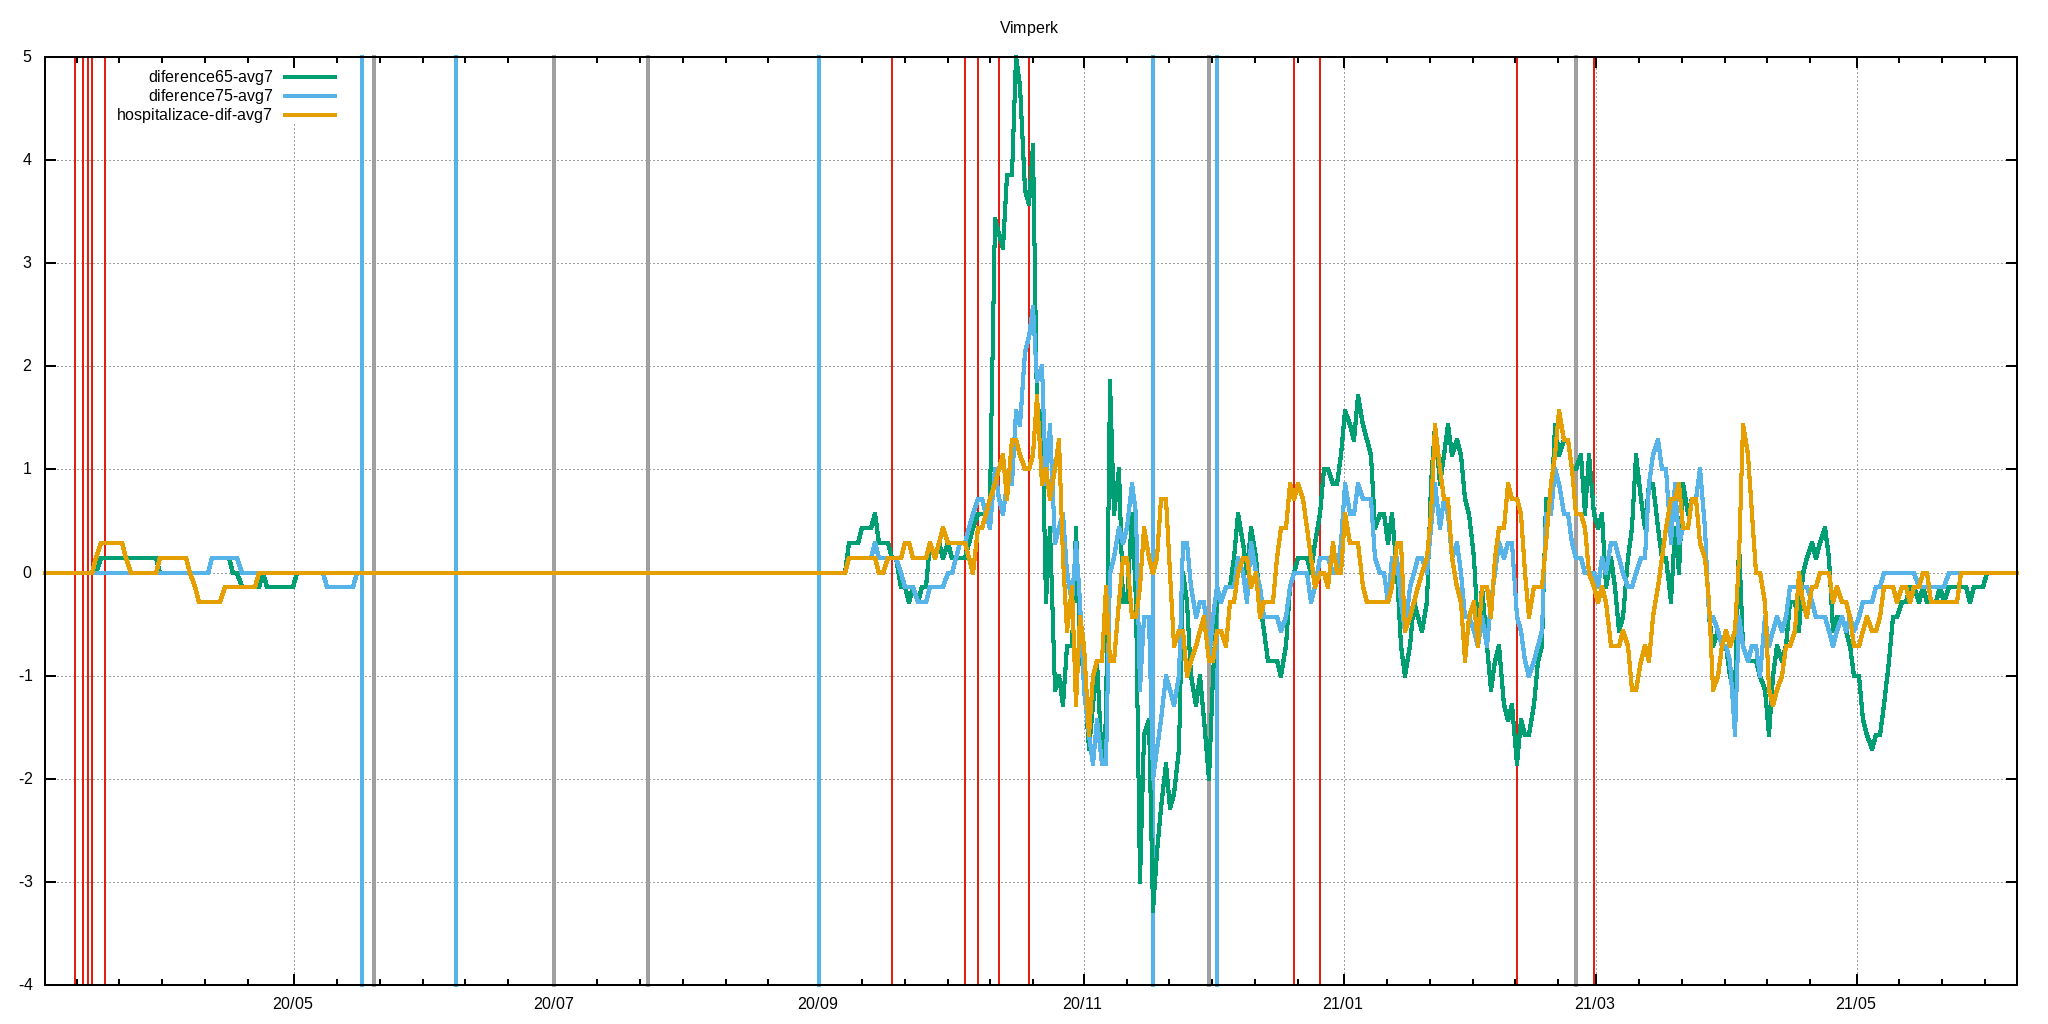 Vimperk
5
diference65-avg7
diference75-avg7
hospitalizace-dif-avg7
4
3
2
1
0
-1
-2
-3
-4
20/05 20/07 20/09 20/11 21/01 21/03 21/05